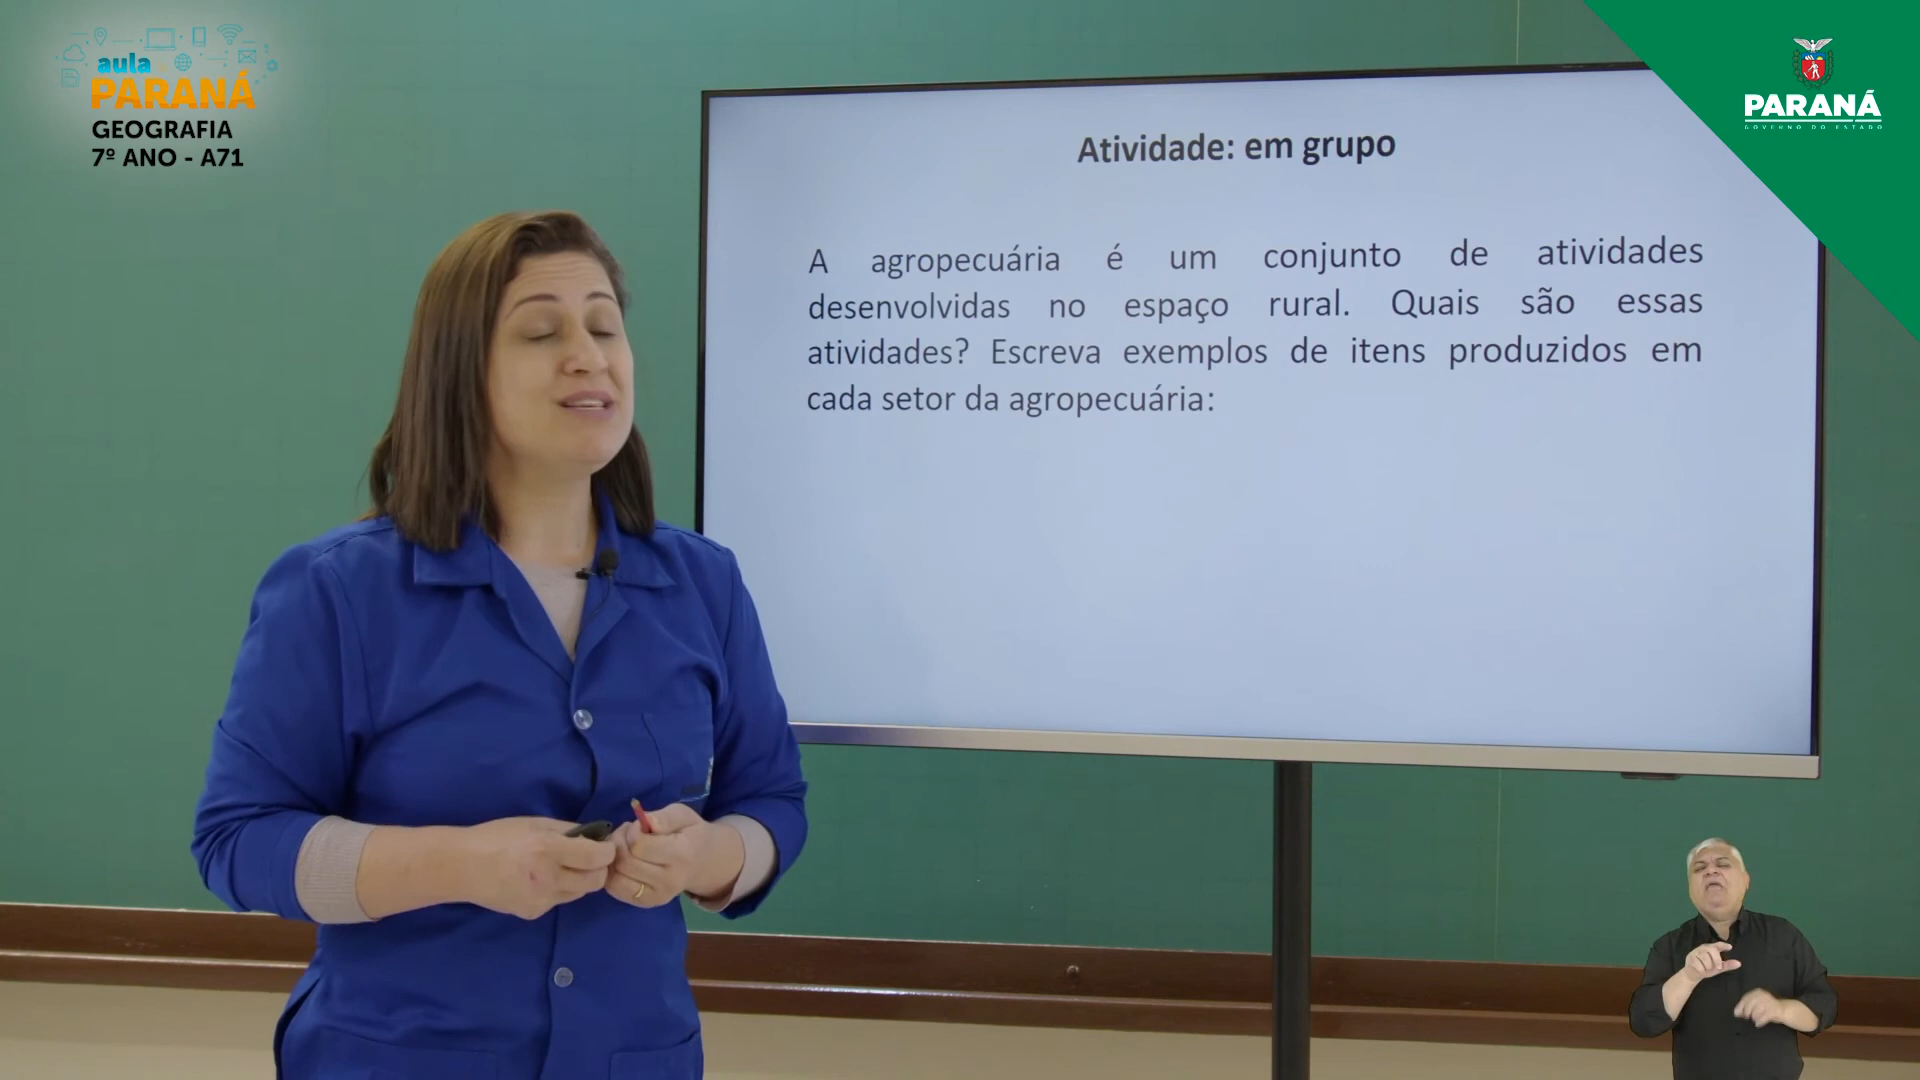 aula
PARANÁ
GEOGRAFIA
7º ANO - A71
PARANÁ
GOVERNO DO ESTADO
Atividade: em grupo
A agropecuária é um conjunto de atividades
desenvolvidas no espaço rural. Quais são essas
atividades? Escreva exemplos de itens produzidos em
cada setor da agropecuária: